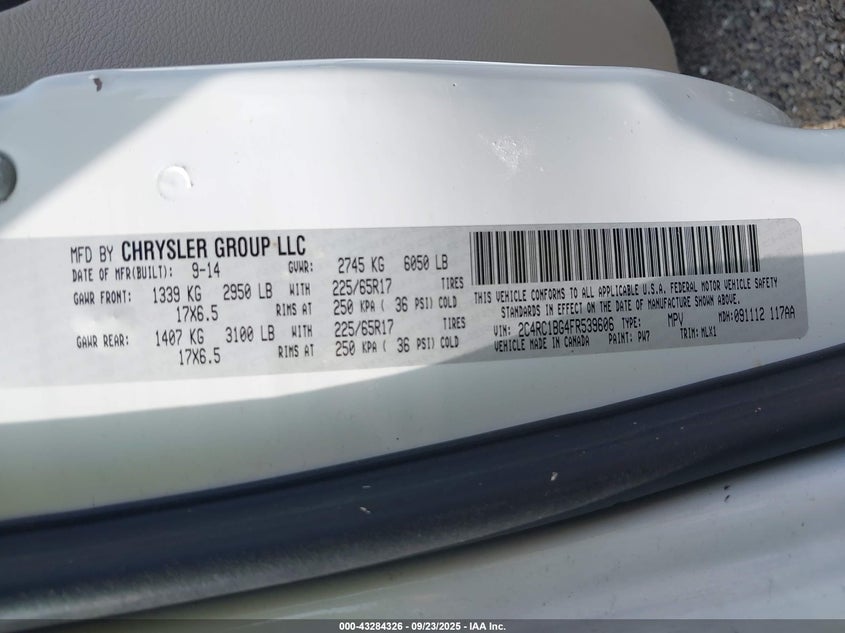 MFD BY CHRYSLER GROUP LLC
DATE OF MFR(BUILT): 9-14 GVWR: 2745 KG 6050 LB
GAWR FRONT: 1339 KG 2950 LB WITH 225/65R17 TIRES
17X6.5 RIMS AT 250 KPA ( 36 PSI) COLD
GAWR REAR: 1407 KG 3100 LB WITH 225/65R17 TIRES
17X6.5 RIMS AT 250 KPA ( 36 PSI) COLD
THIS VEHICLE CONFORMS TO ALL APPLICABLE U.S.A. FEDERAL MOTOR VEHICLE SAFETY
STANDARDS IN EFFECT ON THE DATE OF MANUFACTURE SHOWN ABOVE.
VIN: 2C4RC1BG4FR539606 TYPE: MPV MDH: 091112 117AA
VEHICLE MADE IN CANADA PAINT: PW7 TRIM: MLX1
000-43284326 - 09/23/2025 - IAA Inc.